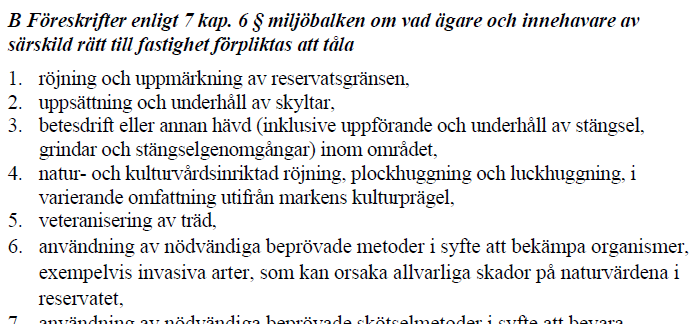 B Föreskrifter enligt 7 kap. 6 § miljöbalken om vad ägare och innehavare av
särskild rätt till fastighet förpliktas att tåla
1. röjning och uppmärkning av reservatsgränsen,
2. uppsättning och underhåll av skyltar,
3. betesdrift eller annan hävd (inklusive uppförande och underhåll av stängsel,
grindar och stängselgenomgångar) inom området,
4. natur- och kulturvårdsinriktad röjning, plockhuggning och luckhuggning, i
varierande omfattning utifrån markens kulturprägel,
5. veteranisering av träd,
6. användning av nödvändiga beprövade metoder i syfte att bekämpa organismer,
exempelvis invasiva arter, som kan orsaka allvarliga skador på naturvärdena i
reservatet,
7. användning av nödvändiga beprövade skötselmetoder i syfte att bevara